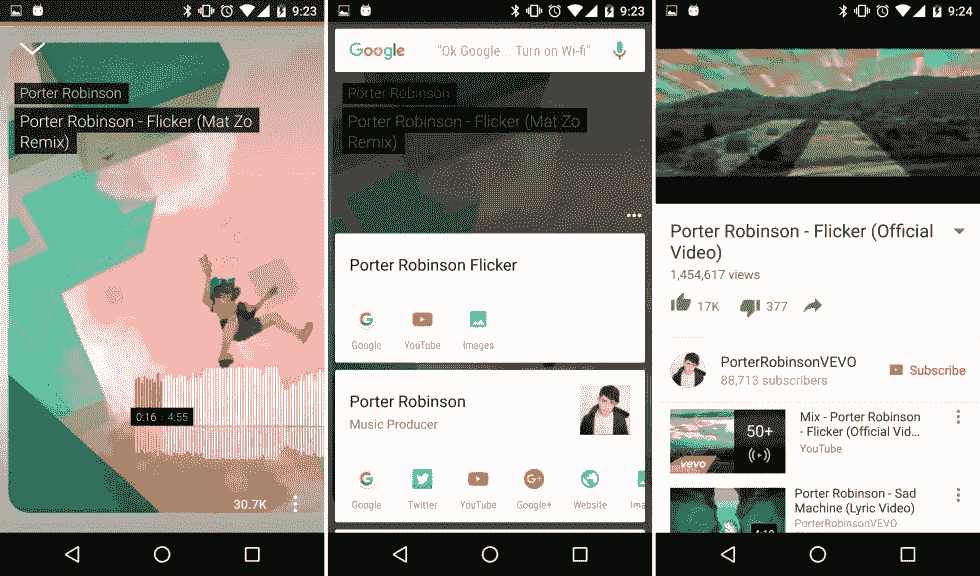 9:23
Porter Robinson
Porter Robinson - Flicker (Mat Zo
Remix)
0:16 4:55
30.7K
9:23
Google "Ok Google... Turn on Wi-fi"
Porter Robinson
Porter Robinson - Flicker (Mat Zo
Remix)
Porter Robinson Flicker
Google YouTube Images
Porter Robinson
Music Producer
G+
Google Twitter YouTube Google+ Website Ima
9:24
Porter Robinson - Flicker (Official
Video)
1,454,617 views
17K 377
PorterRobinsonVEVO
88,713 subscribers
Subscribe
vevo
50+
Mix - Porter Robinson
- Flicker (Official Vid...
YouTube
Porter Robinson - Sad
Machine (Lyric Video)
PorterRobinsonVEVO